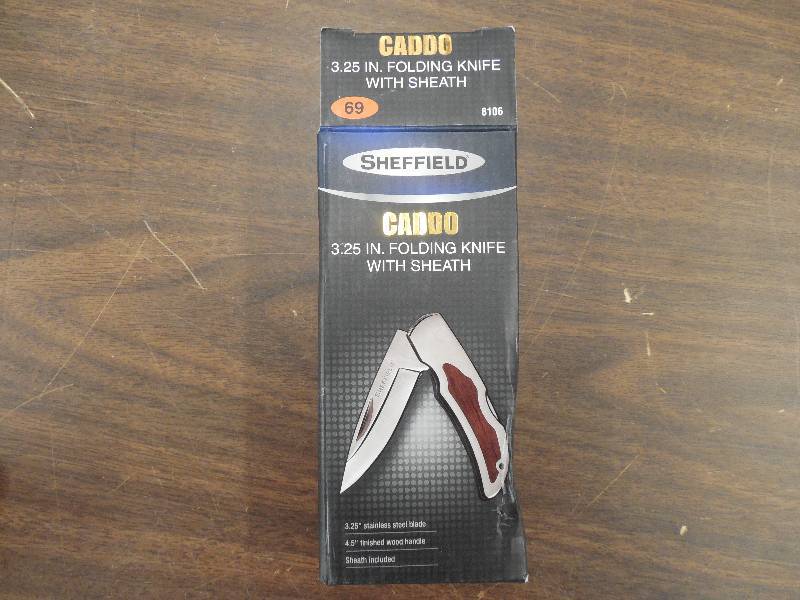 CADDO
3.25 IN. FOLDING KNIFE
WITH SHEATH
69
8106
SHEFFIELD
CADDO
3.25 IN. FOLDING KNIFE
WITH SHEATH
SHEFFIELD
3.25" stainless steel blade
4.5" finished wood handle
Sheath included